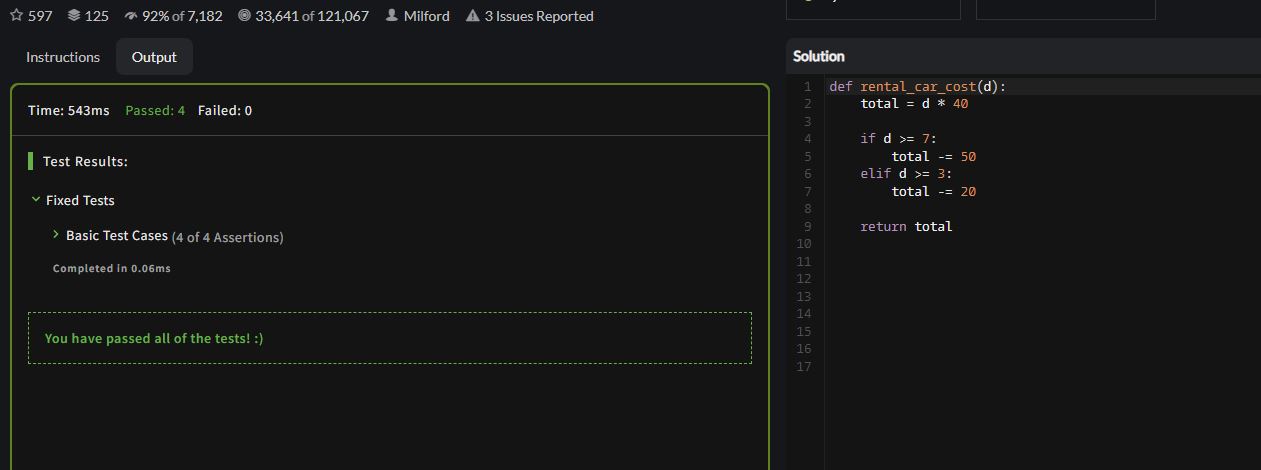 597 125 92% of 7,182 33,641 of 121,067 Milford 3 Issues Reported
Instructions Output
Time: 543ms Passed: 4 Failed: 0
Test Results:
Fixed Tests
Basic Test Cases (4 of 4 Assertions)
Completed in 0.06ms
You have passed all of the tests! :)
Solution
1 def rental_car_cost(d):
2     total = d * 40
3
4     if d >= 7:
5         total -= 50
6     elif d >= 3:
7         total -= 20
8
9     return total
10
11
12
13
14
15
16
17